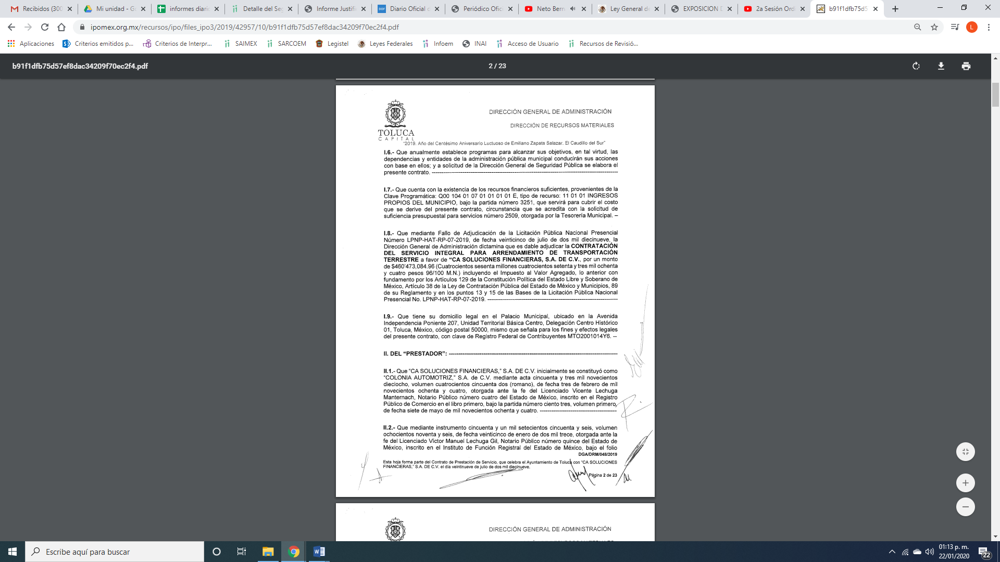 Recibidos (300
Mi unidad - Go
informes diario
Detalle del Seg
Informe Justifi
Diario Oficial d
Periódico Ofici
Neto Bern
Ley General de
EXPOSICION D
2a Sesión Ordi
b91f1dfb75d5
ipomex.org.mx/recursos/ipo/files_ipo3/2019/42957/10/b91f1dfb75d57ef8dac34209f70ec2f4.pdf
L
Aplicaciones
Criterios emitidos p...
Criterios de Interpr...
SAIMEX
SARCOEM
Legistel
Leyes Federales
Infoem
INAI
Acceso de Usuario
Recursos de Revisió...
b91f1dfb75d57ef8dac34209f70ec2f4.pdf
2 / 23
TOLUCA
CAPITAL
DIRECCIÓN GENERAL DE ADMINISTRACIÓN
DIRECCIÓN DE RECURSOS MATERIALES
"2019. Año del Centésimo Aniversario Luctuoso de Emiliano Zapata Salazar. El Caudillo del Sur"
I.6.- Que anualmente establece programas para alcanzar sus objetivos, en tal virtud, las
dependencias y entidades de la administración pública municipal conducirán sus acciones
con base en ellos; y a solicitud de la Dirección General de Seguridad Pública se elabora el
presente contrato. ------------------------------------------------------------
I.7.- Que cuenta con la existencia de los recursos financieros suficientes, provenientes de la
Clave Programática: Q00 104 01 07 01 01 01 01 E, tipo de recurso: 11 01 01 INGRESOS
PROPIOS DEL MUNICIPIO, bajo la partida número 3251, que servirá para cubrir el costo
que se derive del presente contrato, circunstancia que se acredita con la solicitud de
suficiencia presupuestal para servicios número 2509, otorgada por la Tesorería Municipal. –
I.8.- Que mediante Fallo de Adjudicación de la Licitación Pública Nacional Presencial
Número LPNP-HAT-RP-07-2019, de fecha veinticinco de julio de dos mil diecinueve, la
Dirección General de Administración dictamina que es dable adjudicar la CONTRATACIÓN
DEL SERVICIO INTEGRAL PARA ARRENDAMIENTO DE TRANSPORTACIÓN
TERRESTRE a favor de "CA SOLUCIONES FINANCIERAS, S.A. DE C.V., por un monto
de $460'473,084.96 (Cuatrocientos sesenta millones cuatrocientos setenta y tres mil ochenta
y cuatro pesos 96/100 M.N.) incluyendo el Impuesto al Valor Agregado, lo anterior con
fundamento por los Artículos 129 de la Constitución Política del Estado Libre y Soberano de
México, Artículo 38 de la Ley de Contratación Pública del Estado de México y Municipios, 89
de su Reglamento y en los puntos 13 y 15 de las Bases de la Licitación Pública Nacional
Presencial No. LPNP-HAT-RP-07-2019. ----------------------------------------
I.9.- Que tiene su domicilio legal en el Palacio Municipal, ubicado en la Avenida
Independencia Poniente 207, Unidad Territorial Básica Centro, Delegación Centro Histórico
01, Toluca, México, código postal 50000, mismo que señala para los fines y efectos legales
del presente contrato, con clave de Registro Federal de Contribuyentes MTO2001014Y6. --
II. DEL "PRESTADOR": ------------------------------------------------------
II.1.- Que "CA SOLUCIONES FINANCIERAS," S.A. DE C.V. inicialmente se constituyó como
"COLONIA AUTOMOTRIZ," S.A. de C.V. mediante acta cincuenta y tres mil novecientos
dieciocho, volumen cuatrocientos cincuenta dos (romano), de fecha tres de febrero de mil
novecientos ochenta y cuatro, otorgada ante la fe del Licenciado Vicente Lechuga
Manternach, Notario Público número cuatro del Estado de México, inscrito en el Registro
Público de Comercio en el libro primero, bajo la partida número ciento tres, volumen primero,
de fecha siete de mayo de mil novecientos ochenta y cuatro. ------------------------
II.2.- Que mediante instrumento cincuenta y un mil setecientos cincuenta y seis, volumen
ochocientos noventa y seis, de fecha veinticinco de enero de dos mil trece, otorgada ante la
fe del Licenciado Víctor Manuel Lechuga Gil, Notario Público número quince del Estado de
México, inscrito en el Instituto de Función Registral del Estado de México, bajo el folio
DGA/DRM/048/2019
Esta hoja forma parte del Contrato de Prestación de Servicio, que celebra el Ayuntamiento de Toluca con "CA SOLUCIONES
FINANCIERAS," S.A. DE C.V. el día veintinueve de julio de dos mil diecinueve.
Página 2 de 23
DIRECCIÓN GENERAL DE ADMINISTRACIÓN
Escribe aquí para buscar
01:13 p. m.
22/01/2020
22